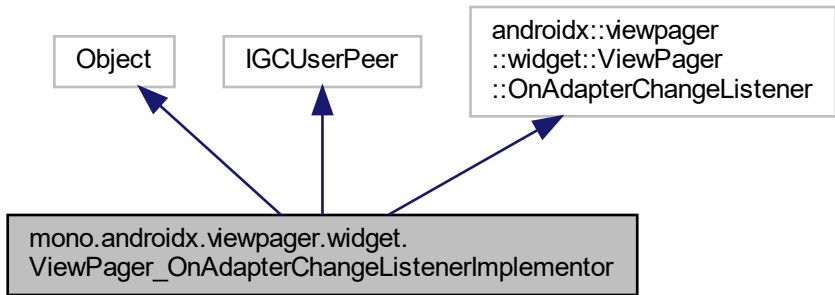 Object
IGCUserPeer
androidx::viewpager
::widget::ViewPager
::OnAdapterChangeListener
mono.androidx.viewpager.widget.
ViewPager_OnAdapterChangeListenerImplementor